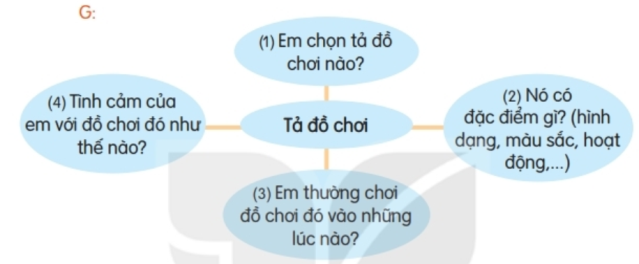 G:
(1) Em chọn tả đồ
chơi nào?
(4) Tình cảm của
em với đồ chơi đó như
thế nào?
Tả đồ chơi
(2) Nó có
đặc điểm gì? (hình
dạng, màu sắc, hoạt
động,...)
(3) Em thường chơi
đồ chơi đó vào những
lúc nào?